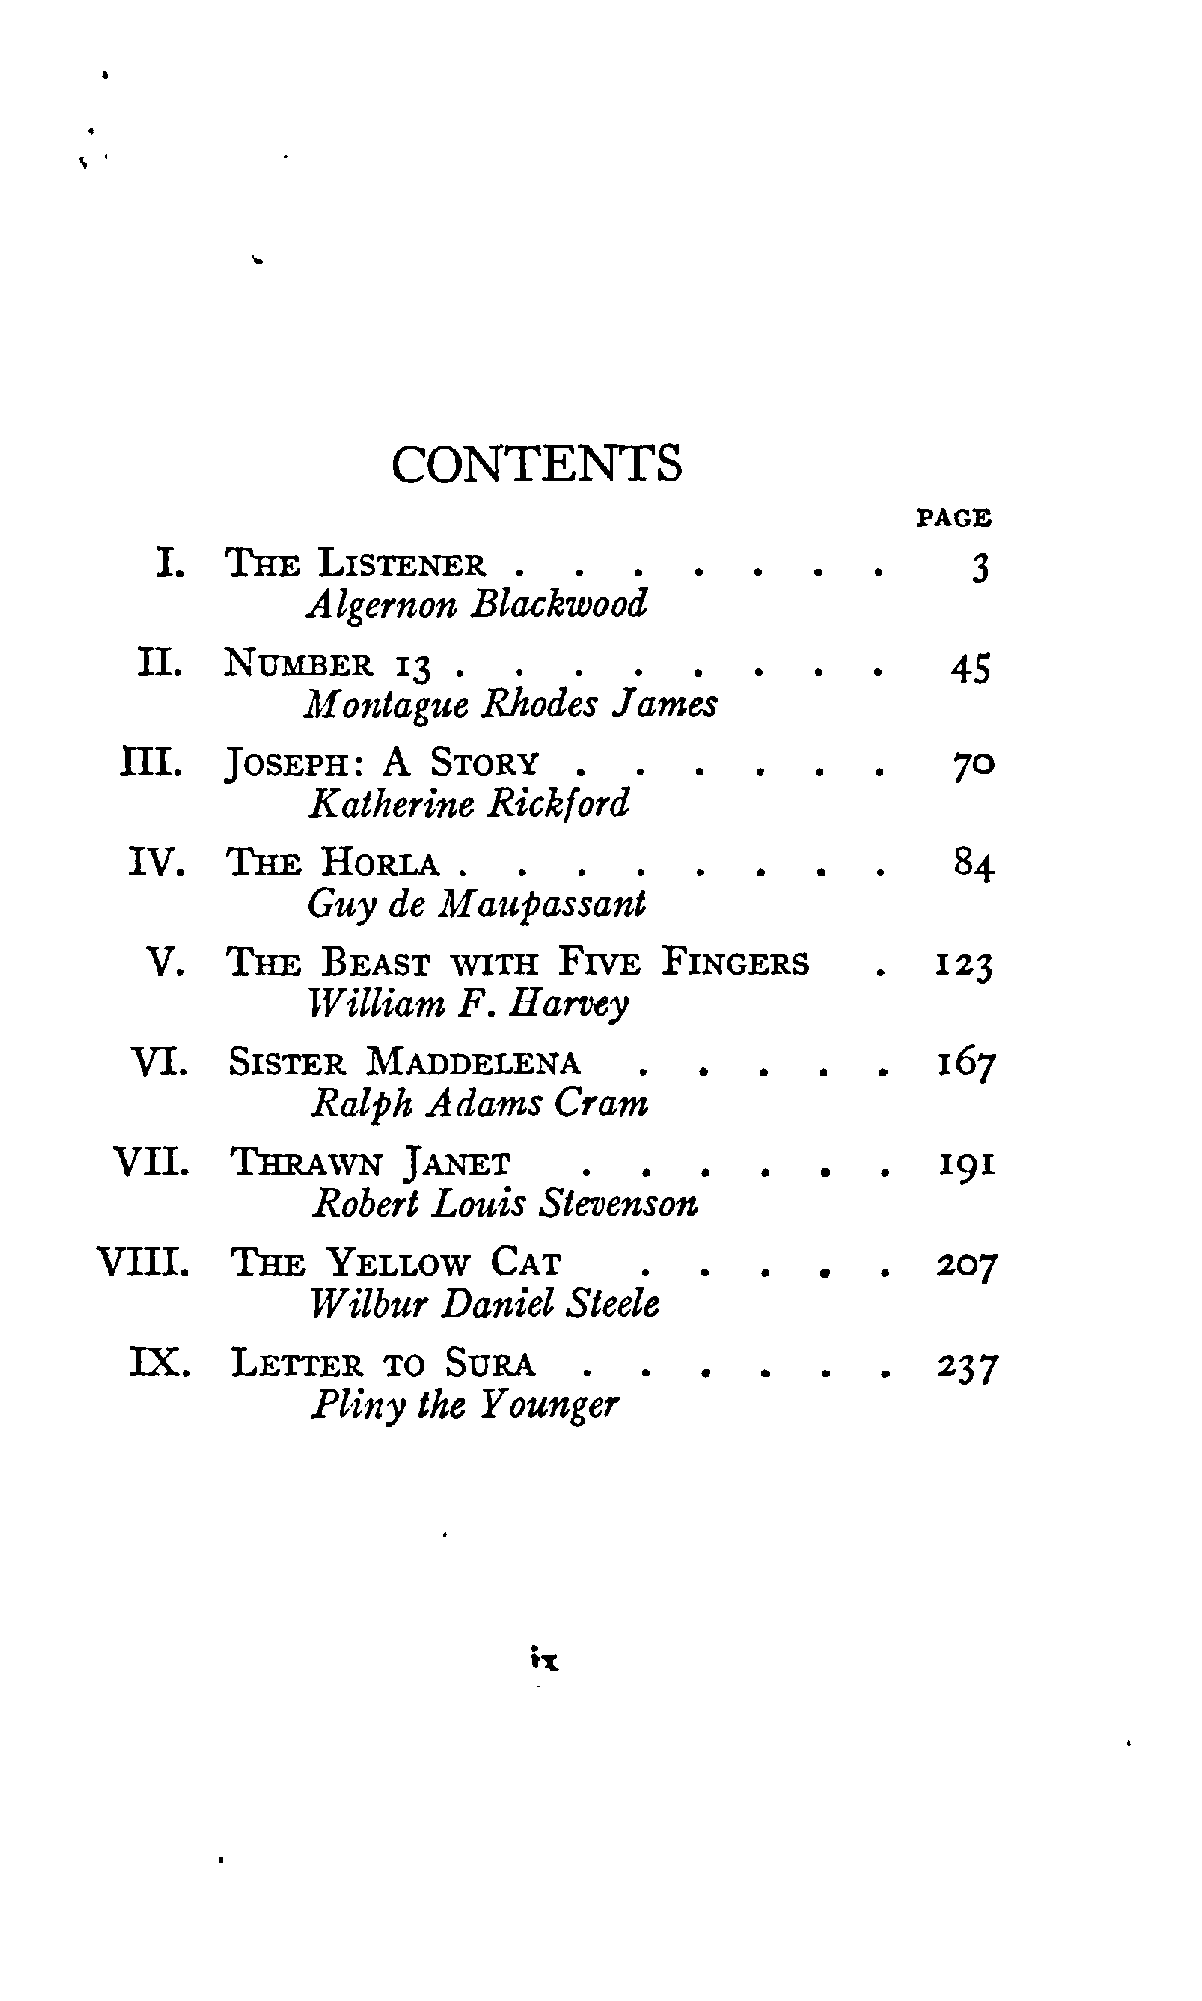 CONTENTS
PAGE
I. The Listener . . . . . . . 3
Algernon Blackwood
II. Number 13 . . . . . . . . 45
Montague Rhodes James
III. Joseph: A Story . . . . . . 70
Katherine Rickford
IV. The Horla . . . . . . . . 84
Guy de Maupassant
V. The Beast with Five Fingers . 123
William F. Harvey
VI. Sister Maddelena . . . . . 167
Ralph Adams Cram
VII. Thrawn Janet . . . . . . 191
Robert Louis Stevenson
VIII. The Yellow Cat . . . . . 207
Wilbur Daniel Steele
IX. Letter to Sura . . . . . . 237
Pliny the Younger
ix